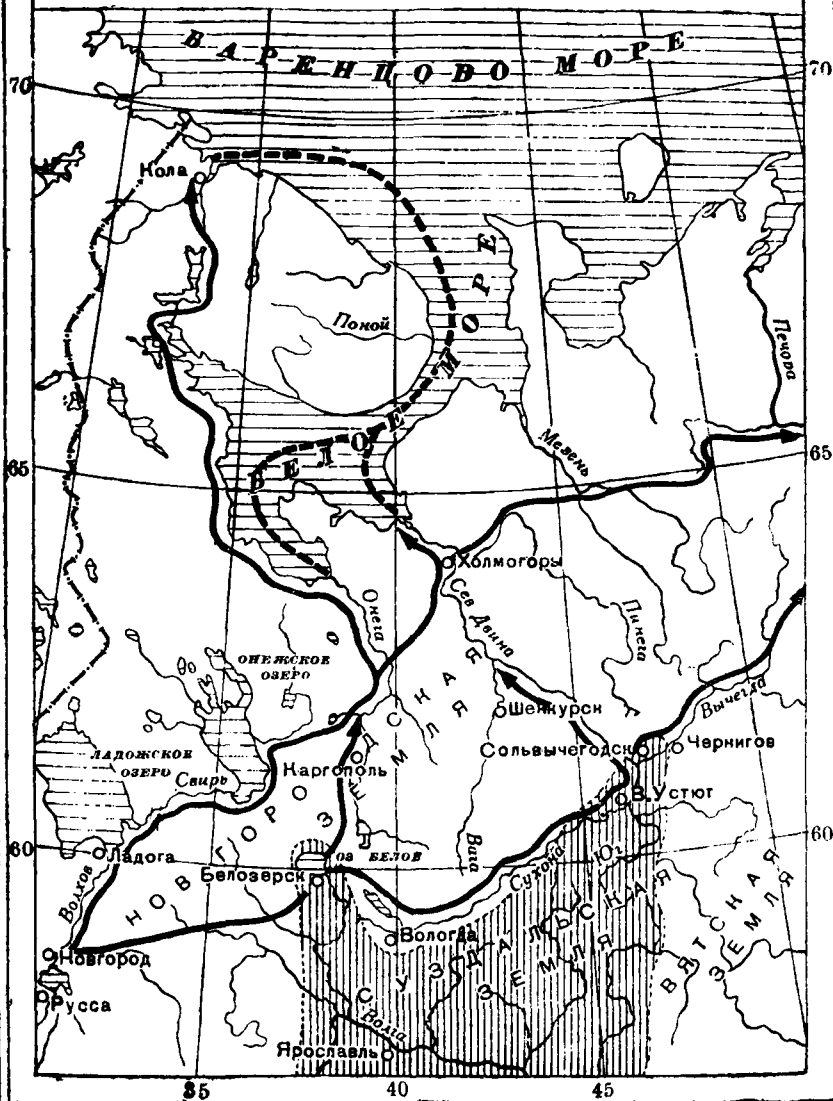 БАРЕНЦОВО МОРЕ
70
70
Кола
Поной
БЕЛОЕ МОРЕ
Печора
Мезень
65
65
Холмогоры
Онега
Сев Двина
Пинега
ОНЕЖСКОЕ
ОЗЕРО
Шенкурск
Вычегда
ЛАДОЖСКОЕ
ОЗЕРО
Свирь
Сольвычегодск
Чернигов
Каргополь
В.Устюг
НОВГОРОДСКАЯ
ЗЕМЛЯ
60
60
Ладога
оз БЕЛОЕ
Вага
Юг
Белозерск
Сухона
Волхов
Вологда
СУЗДАЛЬСКАЯ
ЗЕМЛЯ
ВЯТСКАЯ
ЗЕМЛЯ
Новгород
Русса
Волга
Ярославль
35
40
45